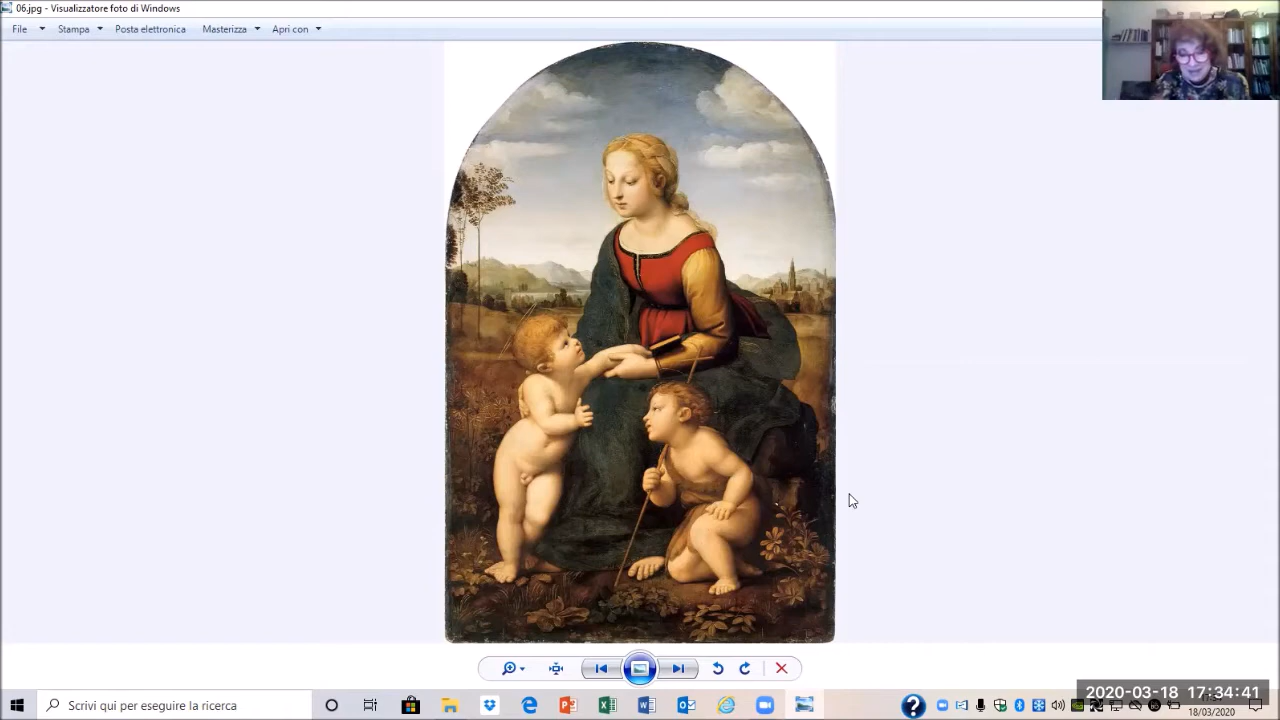 06.jpg - Visualizzatore foto di Windows
File Stampa Posta elettronica Masterizza Apri con
Scrivi qui per eseguire la ricerca
2020-03-18 17:34:41
18/03/2020